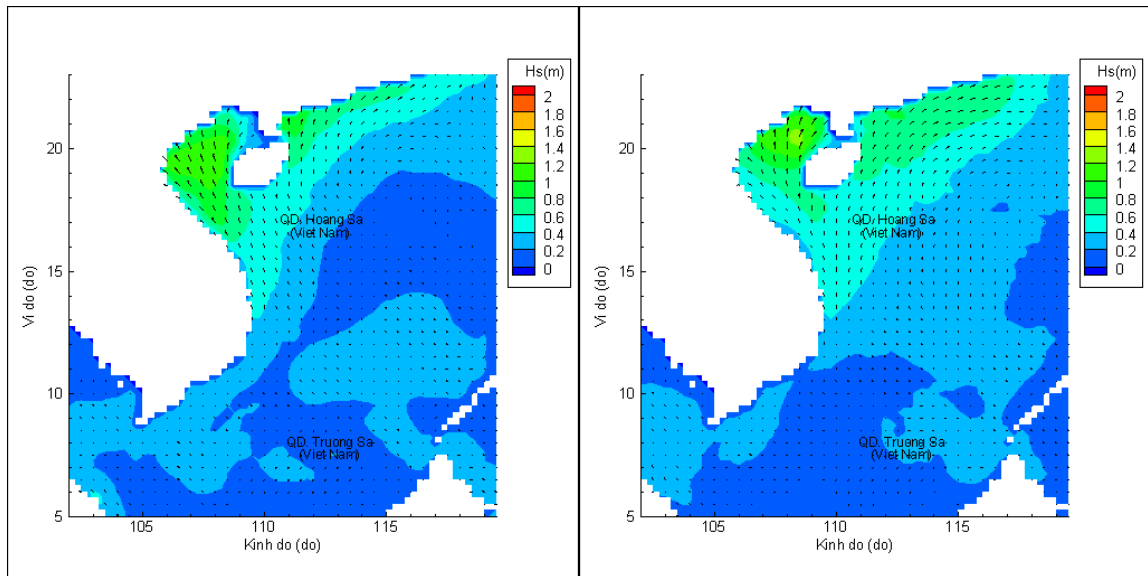 Hs(m)
2
1.8
1.6
1.4
1.2
1
0.8
0.6
0.4
0.2
0
20
15
10
5
Vi do (do)
QD. Hoang Sa
(Viet Nam)
QD. Truong Sa
(Viet Nam)
105
110
115
Kinh do (do)
Hs(m)
2
1.8
1.6
1.4
1.2
1
0.8
0.6
0.4
0.2
0
20
15
10
5
Vi do (do)
QD. Hoang Sa
(Viet Nam)
QD. Truong Sa
(Viet Nam)
105
110
115
Kinh do (do)